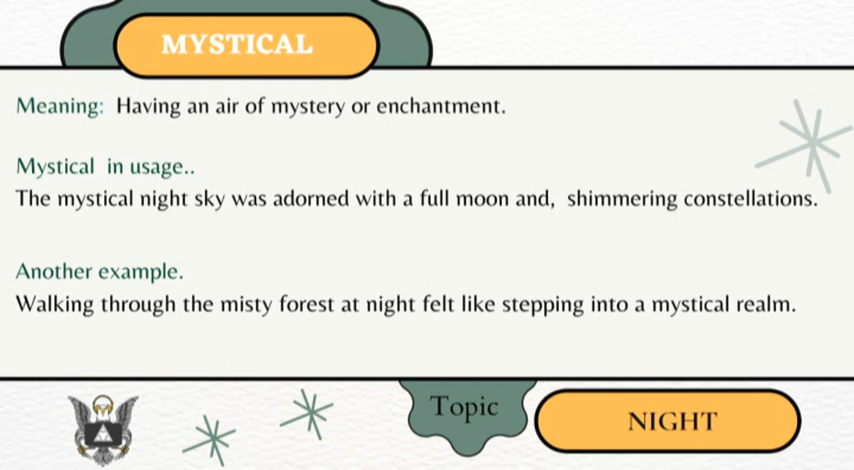 MYSTICAL
Meaning: Having an air of mystery or enchantment.
Mystical in usage..
The mystical night sky was adorned with a full moon and, shimmering constellations.
Another example.
Walking through the misty forest at night felt like stepping into a mystical realm.
Topic
NIGHT